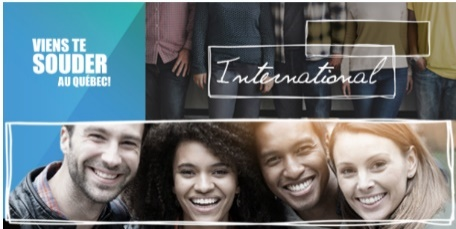 VIENS TE
SOUDER
AU QUÉBEC!
International